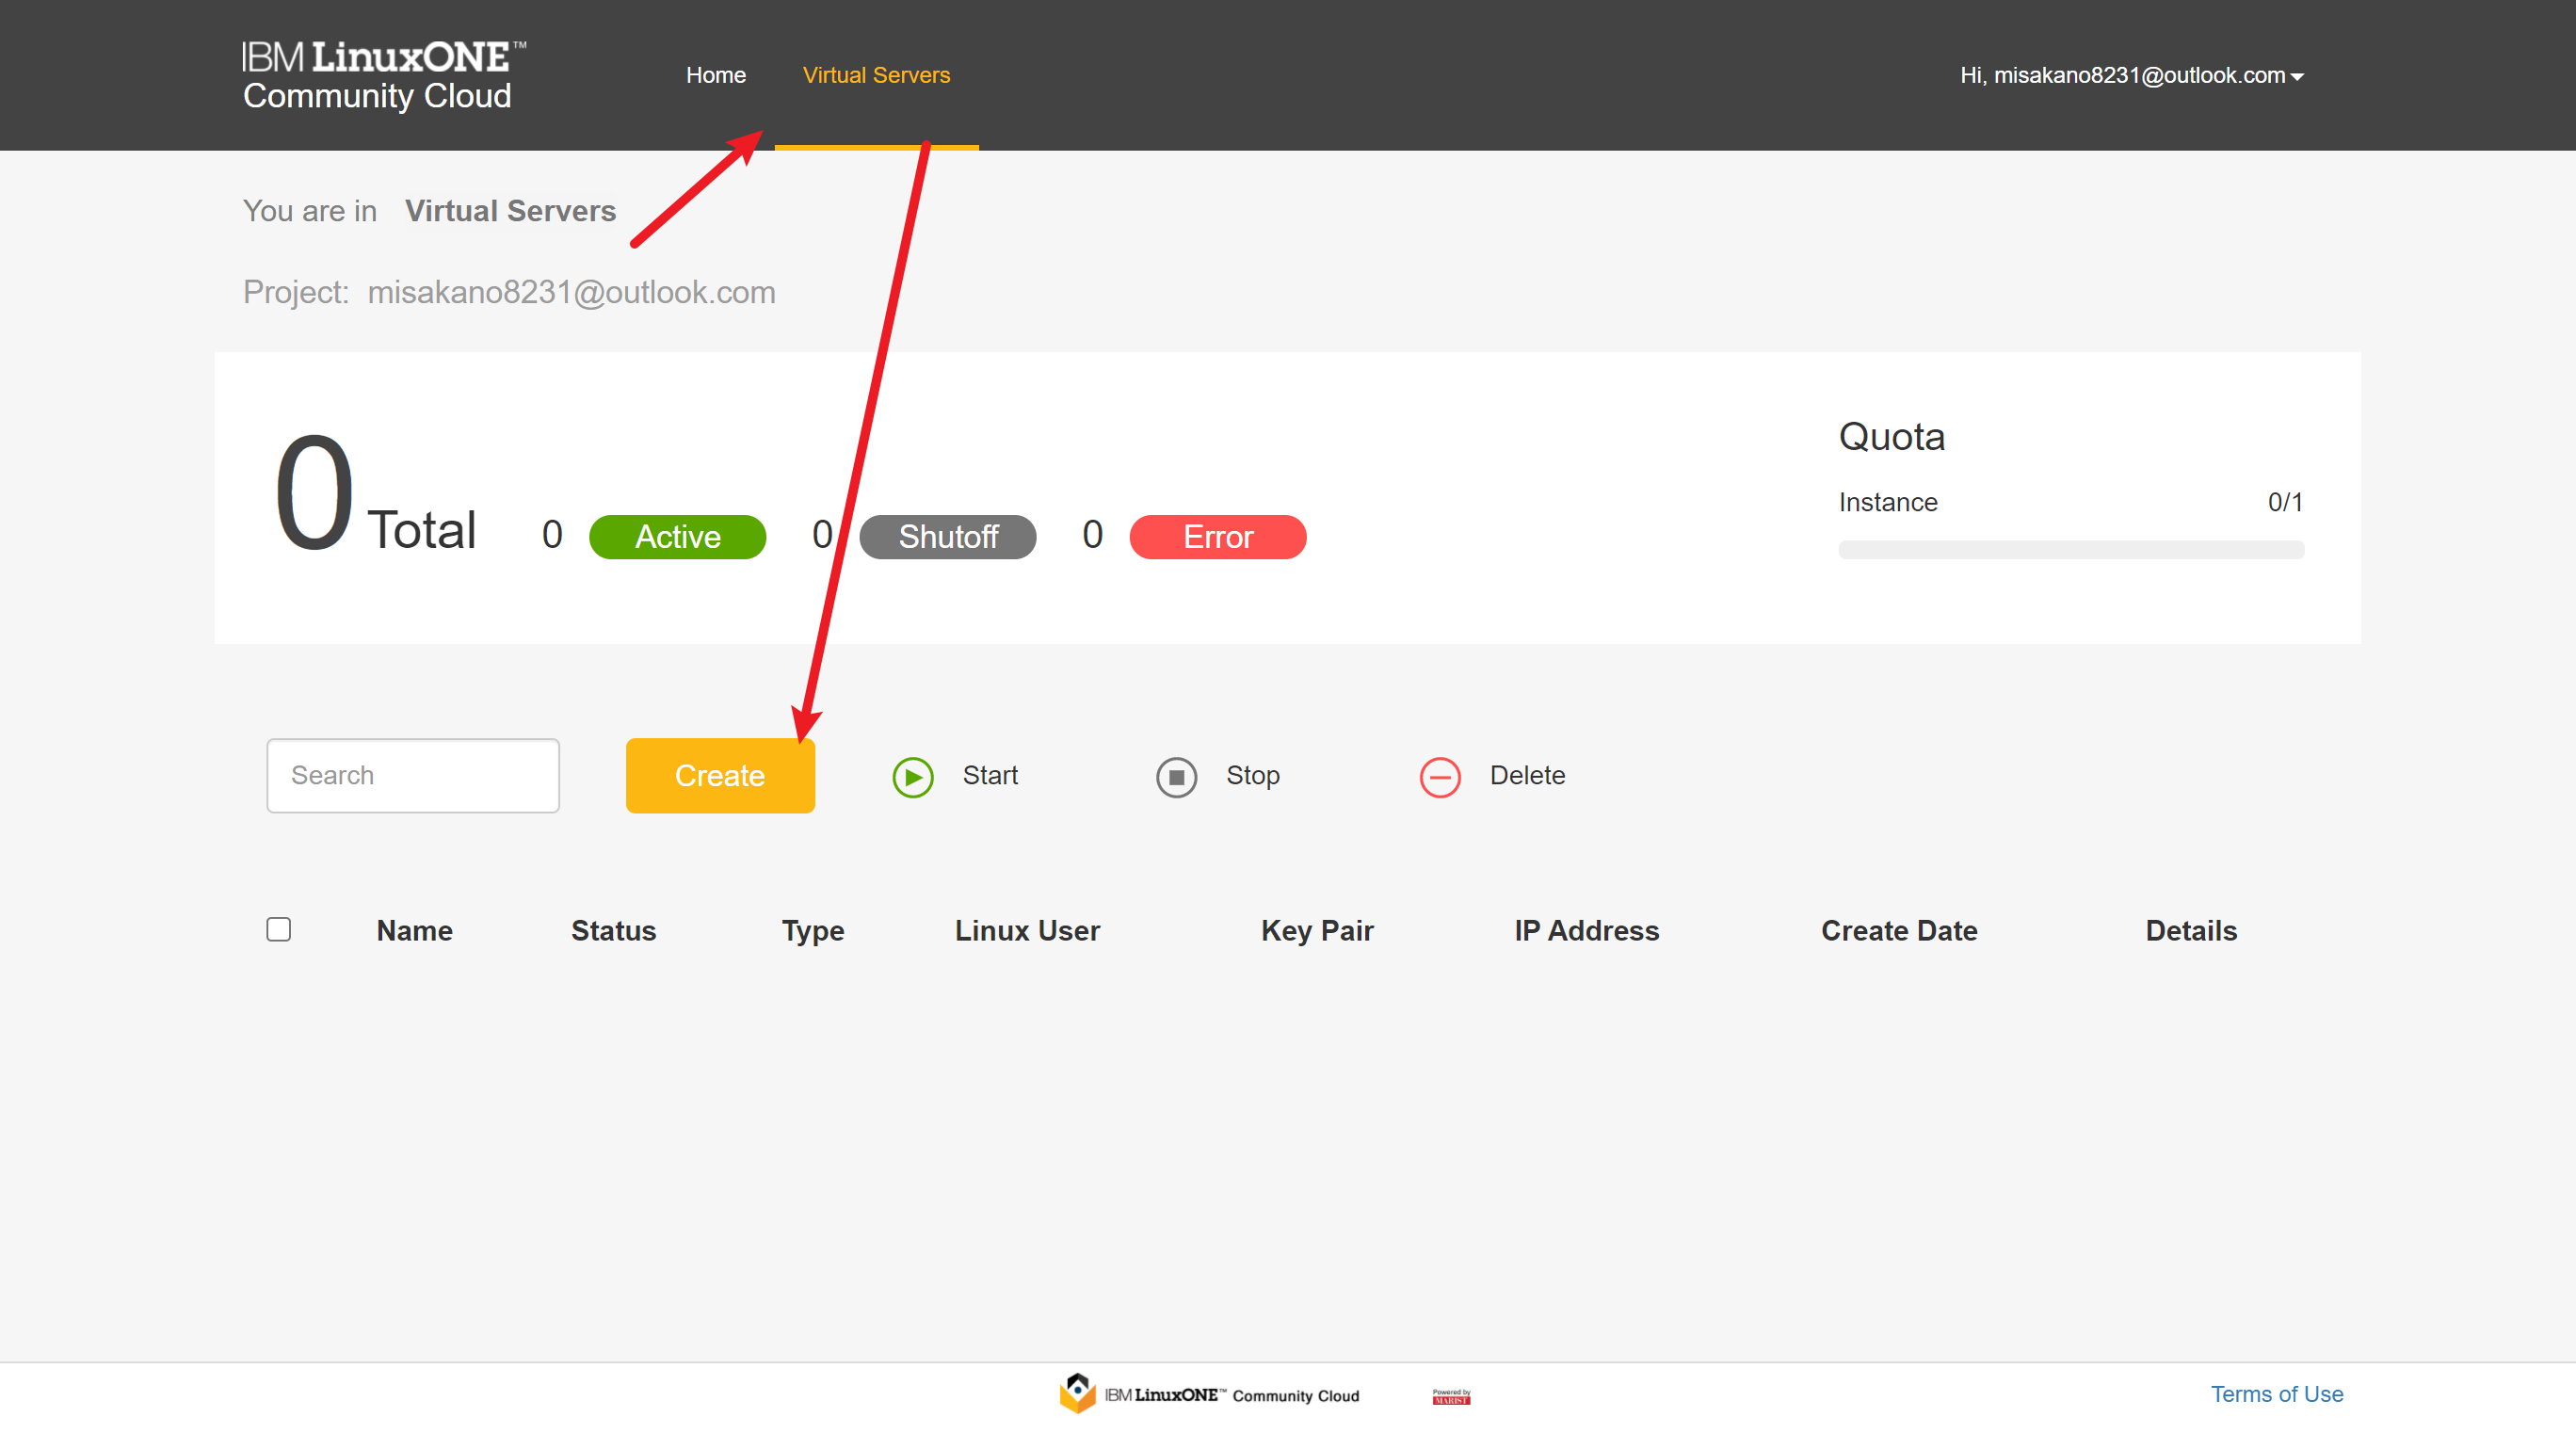 IBM LinuxONE™
Community Cloud
Home Virtual Servers Hi, misakano8231@outlook.com
You are in Virtual Servers
Project: misakano8231@outlook.com
Quota
Instance 0/1
0 Total 0 Active 0 Shutoff 0 Error
Search Create Start Stop Delete
Name Status Type Linux User Key Pair IP Address Create Date Details
IBM LinuxONE™ Community Cloud Powered by
MARIST
Terms of Use